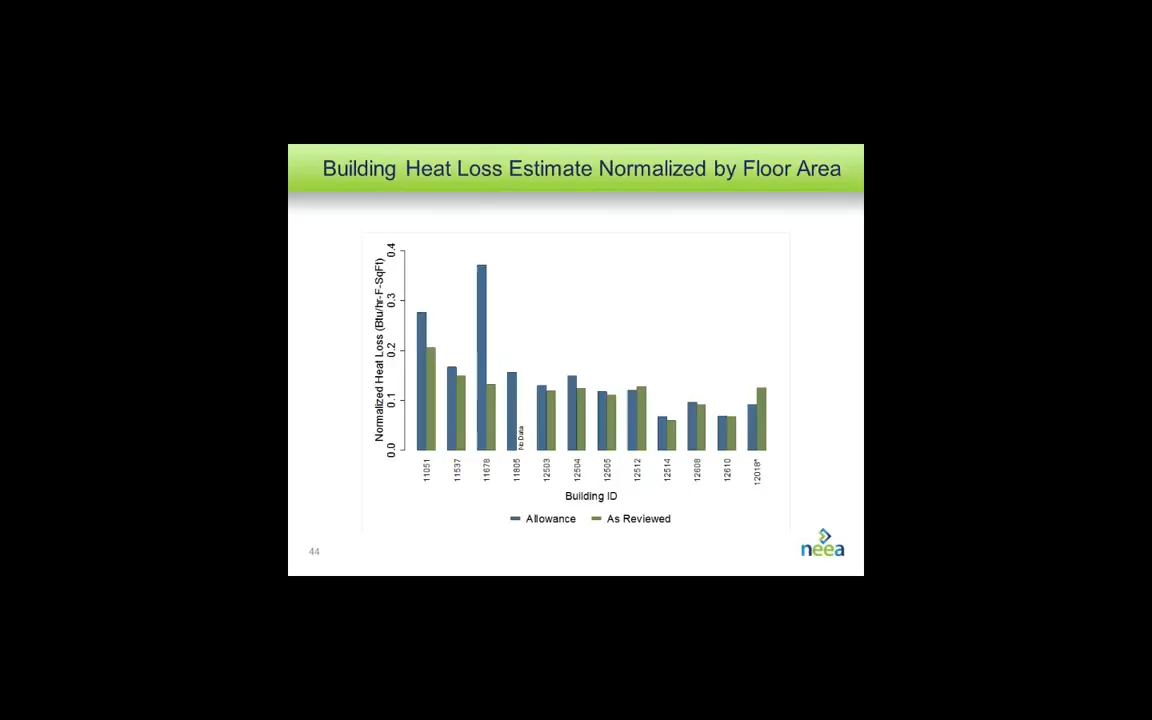 Building Heat Loss Estimate Normalized by Floor Area
Normalized Heat Loss (Btu/hr-F-SqFt)
0.4
0.3
0.2
0.1
0.0
No Data
11051
11537
11678
11805
12503
12504
12505
12512
12514
12608
12610
12018*
Building ID
Allowance
As Reviewed
44
neea